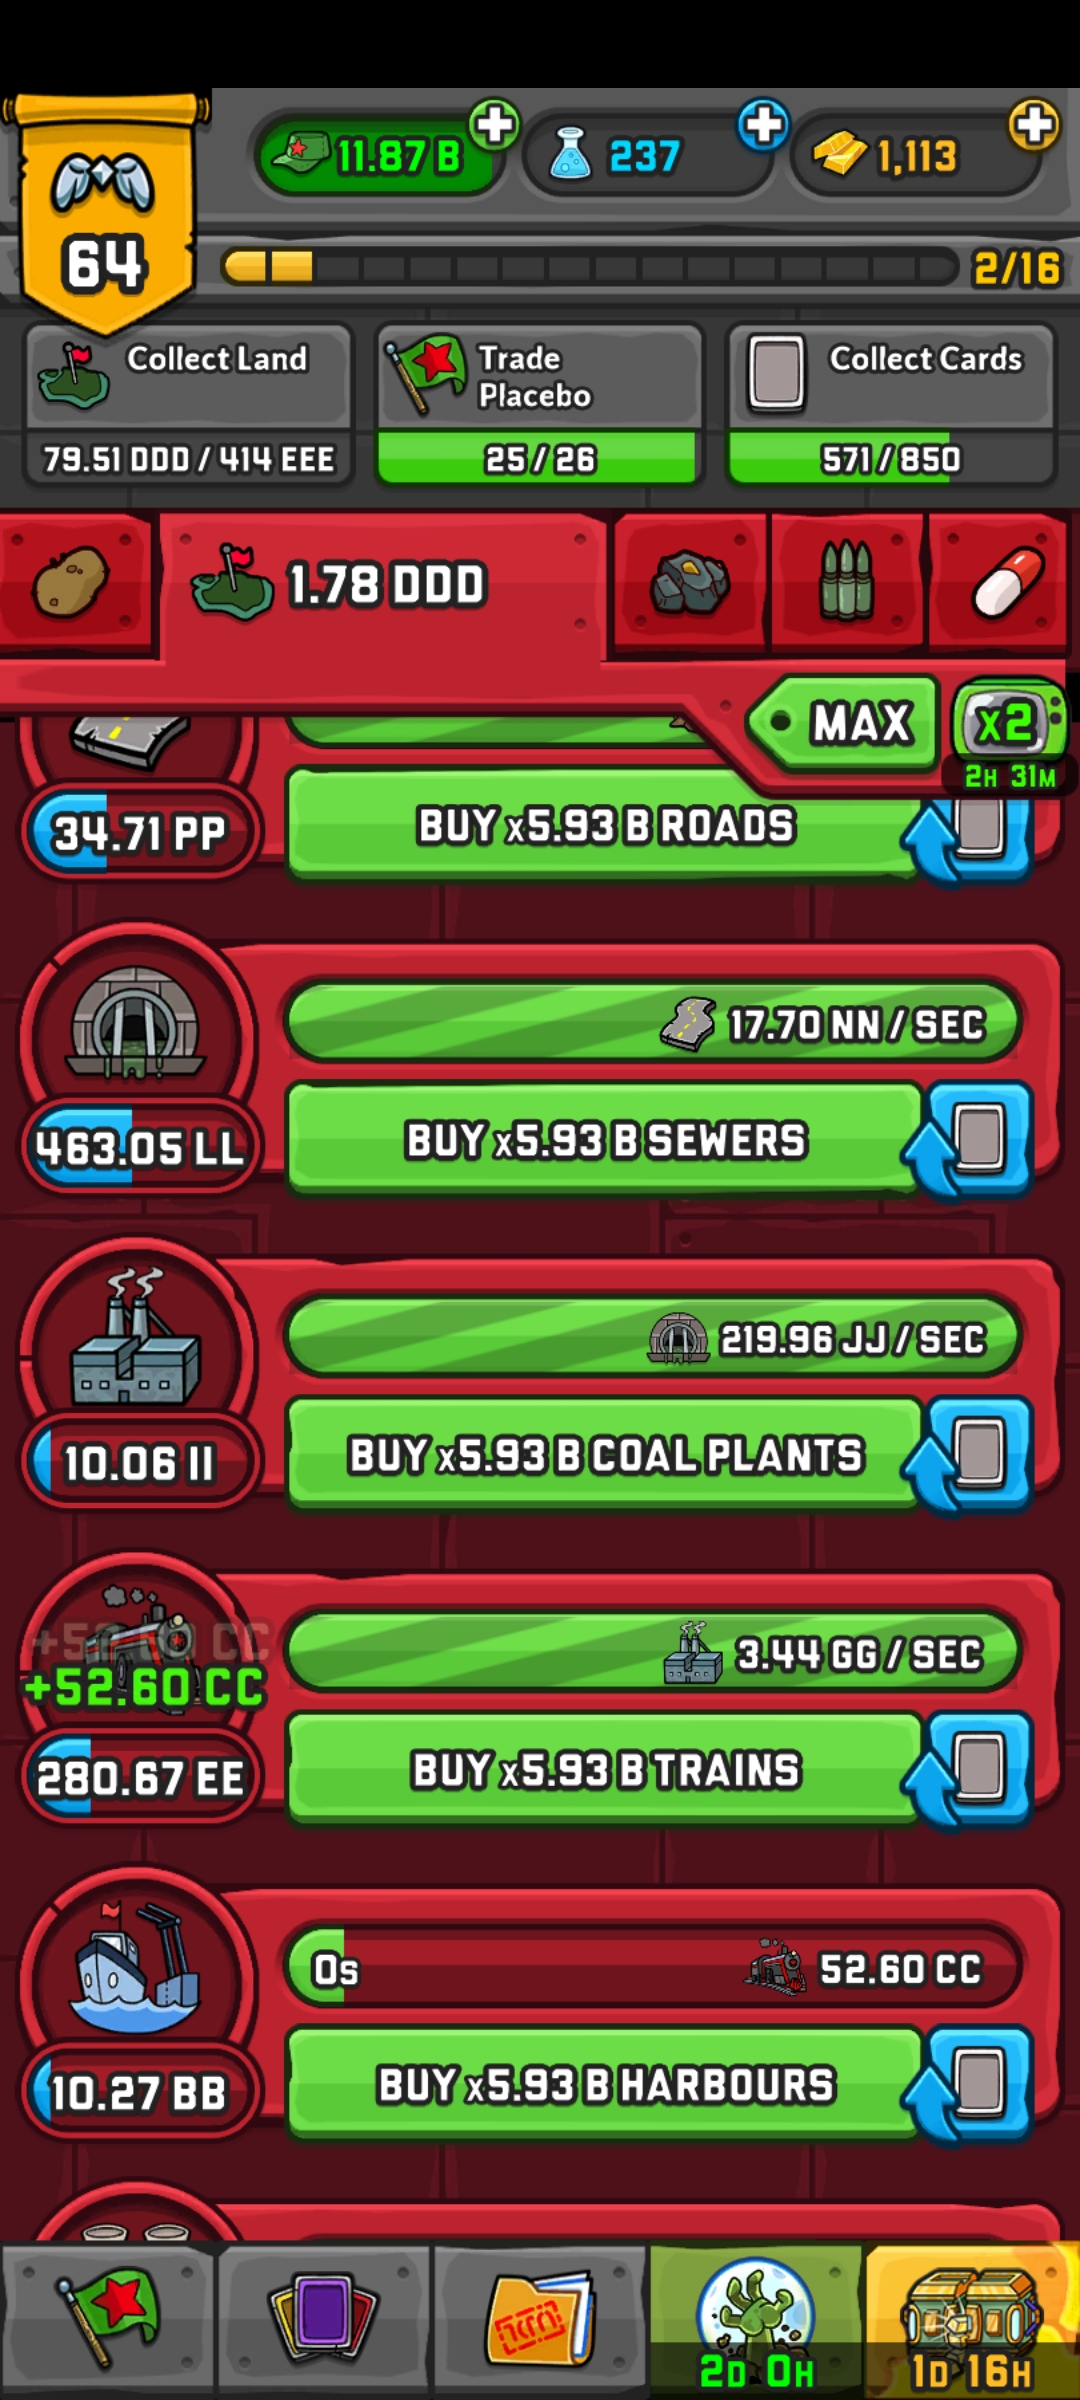 64
11.87 B
237
1,113
2/16
Collect Land
79.51 DDD / 414 EEE
Trade
Placebo
25 / 26
Collect Cards
571 / 850
1.78 DDD
MAX
x2
2H 31M
34.71 PP
BUY x5.93 B ROADS
17.70 NN / SEC
463.05 LL
BUY x5.93 B SEWERS
219.96 JJ / SEC
10.06 II
BUY x5.93 B COAL PLANTS
3.44 GG / SEC
+52.60 CC
+52.60 CC
280.67 EE
BUY x5.93 B TRAINS
0s
52.60 CC
10.27 BB
BUY x5.93 B HARBOURS
2D 0H
1D 16H